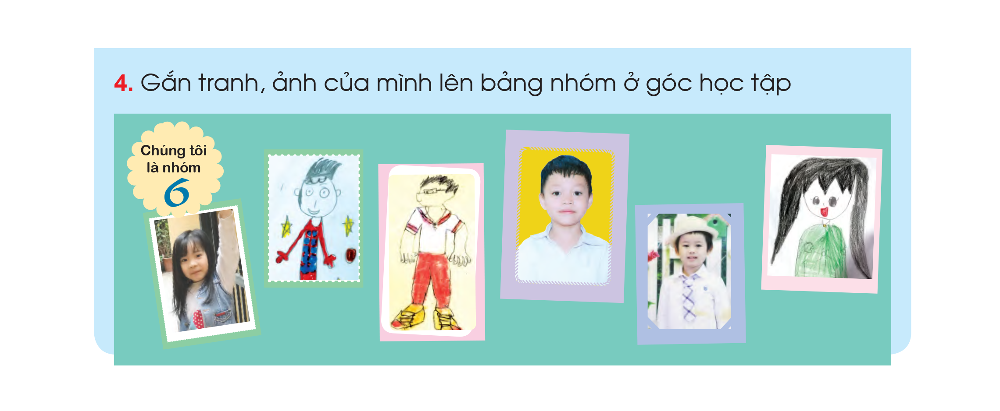 4. Gắn tranh, ảnh của mình lên bảng nhóm ở góc học tập
Chúng tôi
là nhóm
6